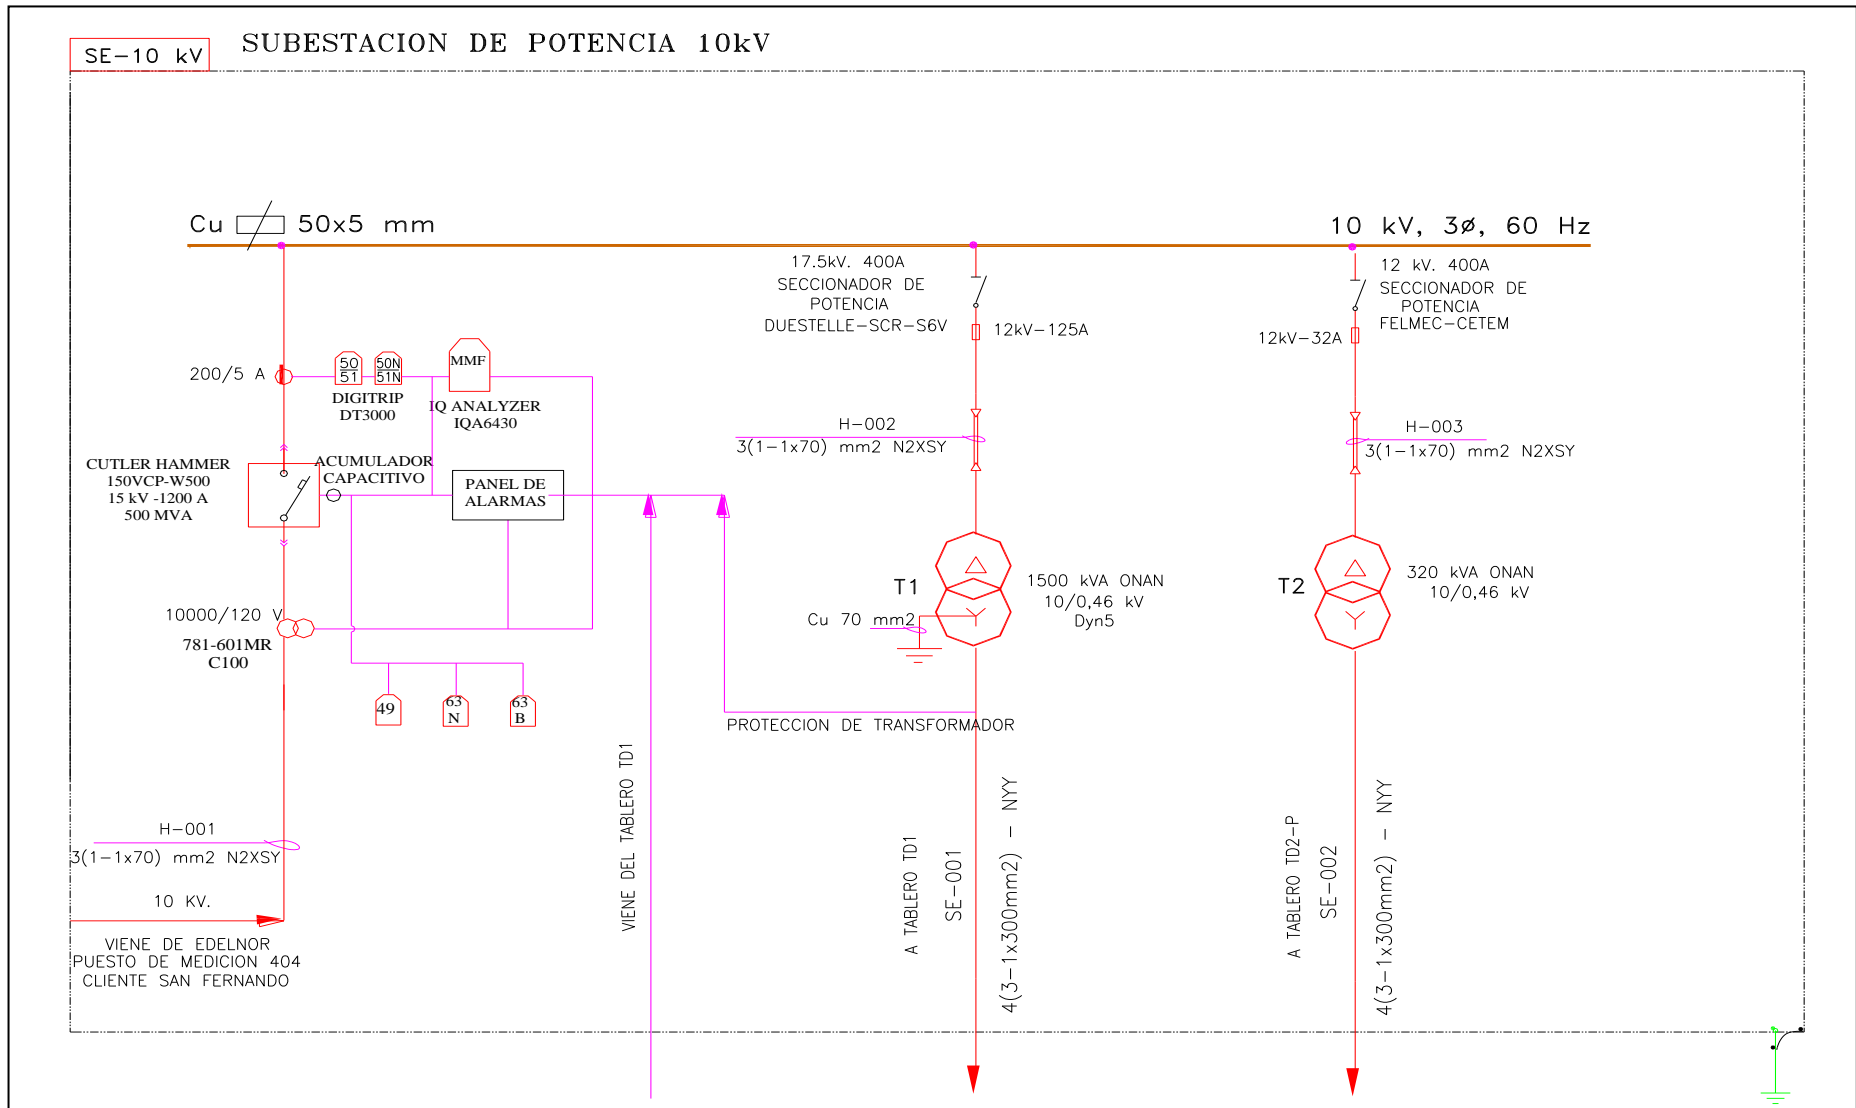 SE-10 kV
SUBESTACION DE POTENCIA 10kV
Cu
50x5 mm
10 kV, 3ø, 60 Hz
200/5 A
50
51
50N
51N
DIGITRIP
DT3000
MMF
IQ ANALYZER
IQA6430
CUTLER HAMMER
150VCP-W500
15 kV -1200 A
500 MVA
ACUMULADOR
CAPACITIVO
PANEL DE
ALARMAS
10000/120 V
781-601MR
C100
49
63
N
63
B
H-001
3(1-1x70) mm2 N2XSY
10 KV.
VIENE DE EDELNOR
PUESTO DE MEDICION 404
CLIENTE SAN FERNANDO
VIENE DEL TABLERO TD1
17.5kV. 400A
SECCIONADOR DE
POTENCIA
DUESTELLE-SCR-S6V
12kV-125A
H-002
3(1-1x70) mm2 N2XSY
T1
1500 kVA ONAN
10/0,46 kV
Dyn5
Cu 70 mm2
PROTECCION DE TRANSFORMADOR
A TABLERO TD1
SE-001
4(3-1x300mm2) - NYY
12 kV. 400A
SECCIONADOR DE
POTENCIA
FELMEC-CETEM
12kV-32A
H-003
3(1-1x70) mm2 N2XSY
T2
320 kVA ONAN
10/0,46 kV
A TABLERO TD2-P
SE-002
4(3-1x300mm2) - NYY